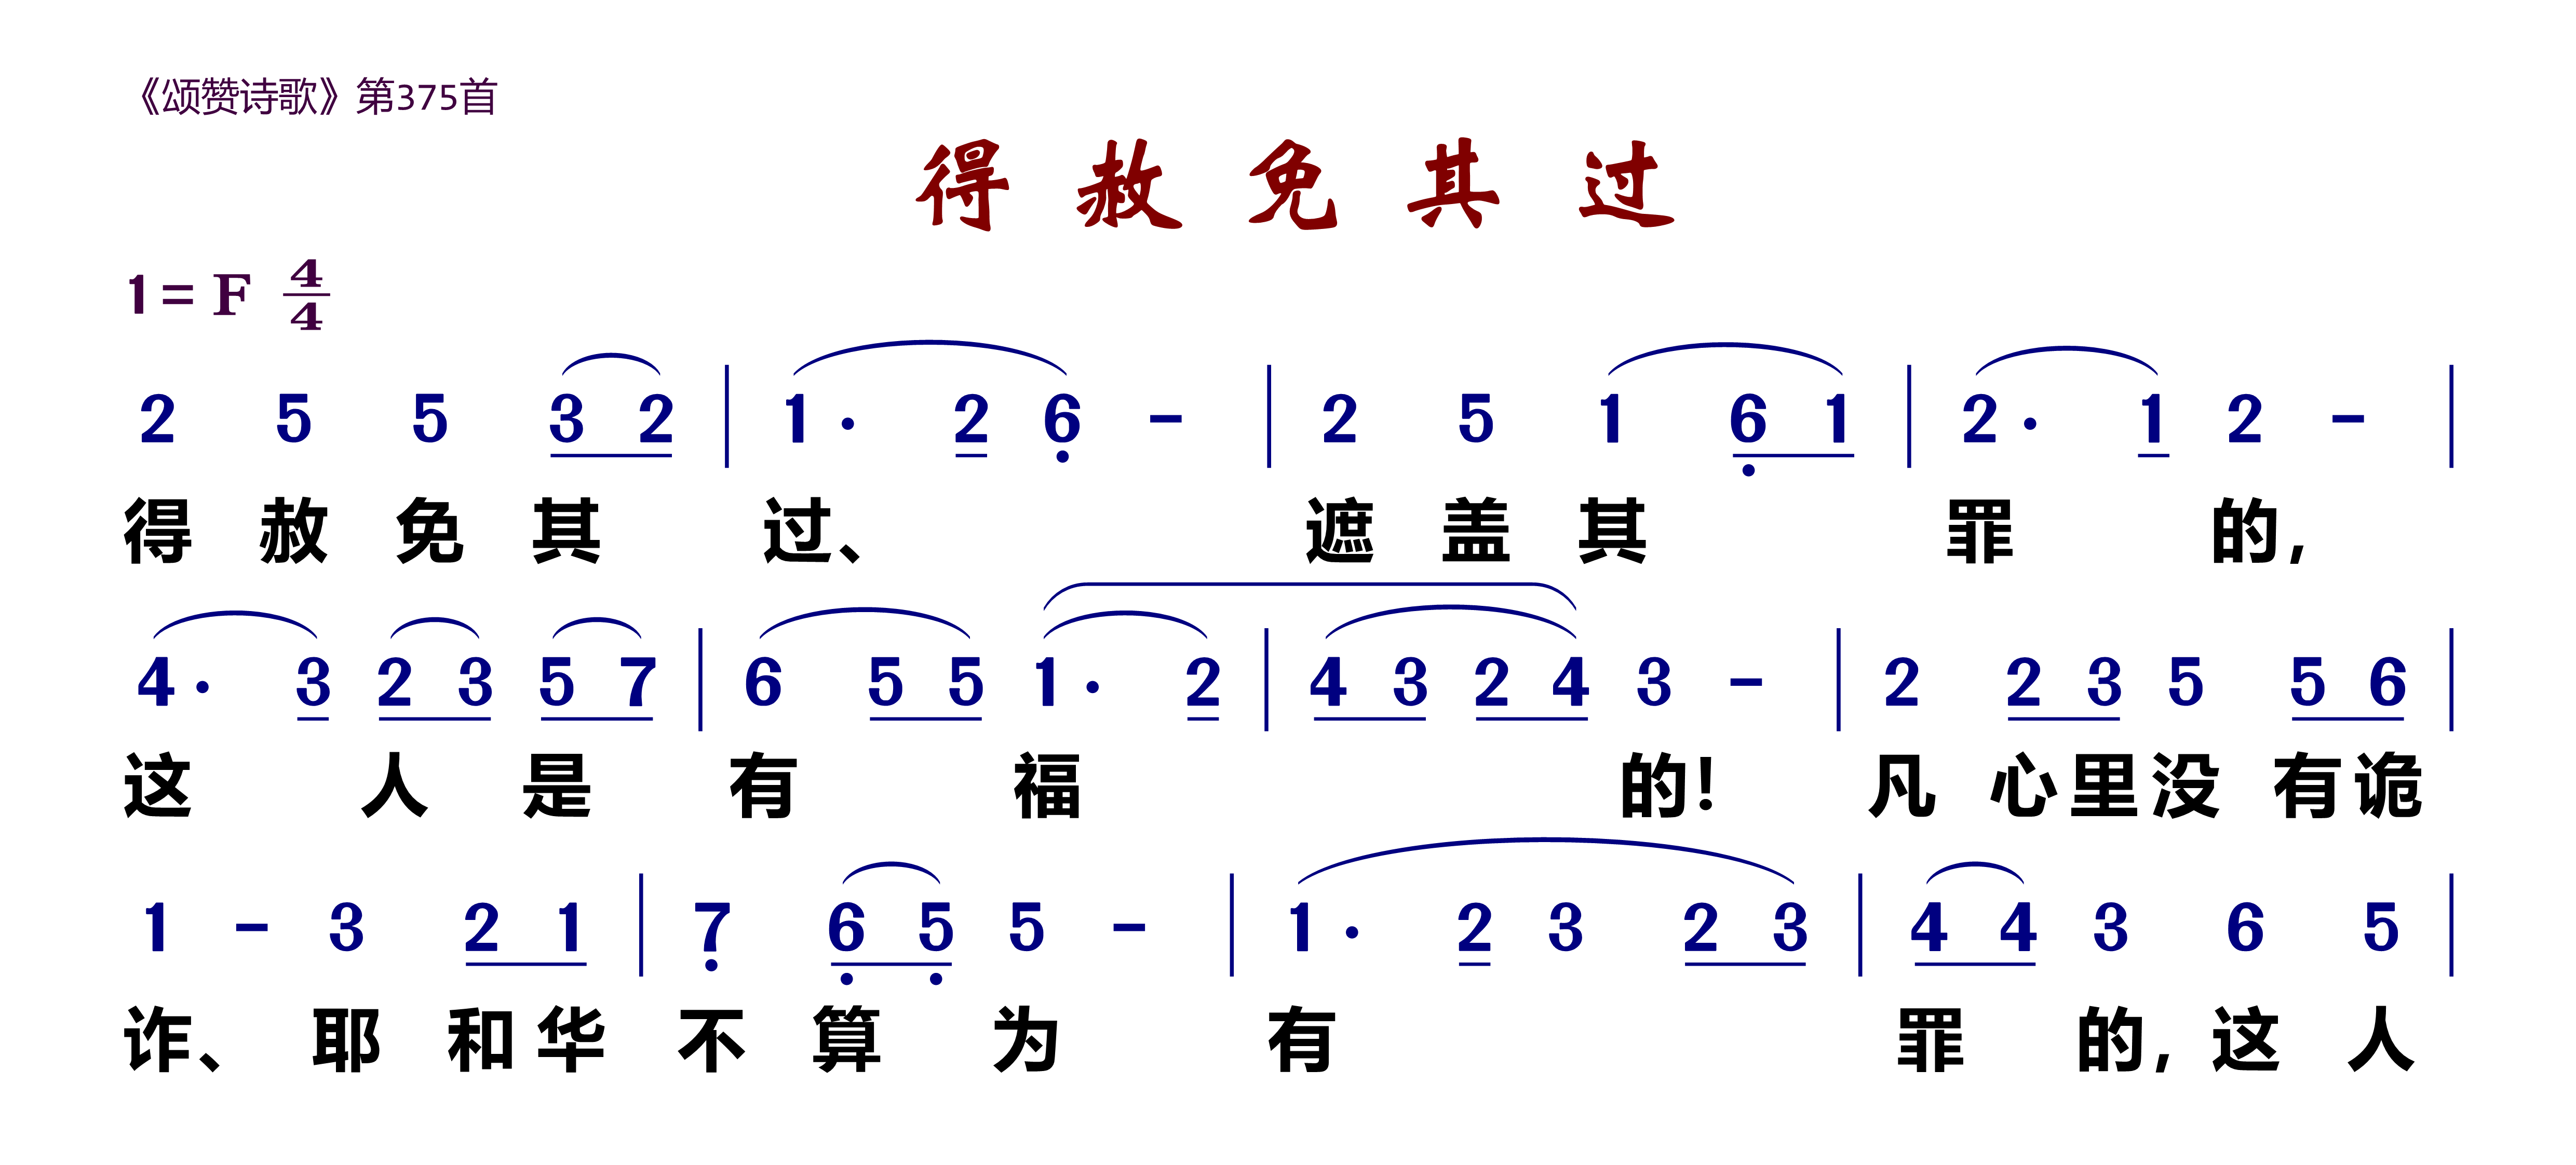 《颂赞诗歌》第375首
得赦免其过
1=F 4/4
2 5 5 3 2 | 1· 2 6 - | 2 5 1 6 1 | 2· 1 2 - |
得赦免其过、遮盖其罪的,
4· 3 2 3 5 7 | 6 5 5 1· 2 | 4 3 2 4 3 - | 2 2 3 5 5 6 |
这人是有福的!凡心里没有诡
1 - 3 2 1 | 7 6 5 5 - | 1· 2 3 2 3 | 4 4 3 6 5 |
诈、耶和华不算为有罪的,这人